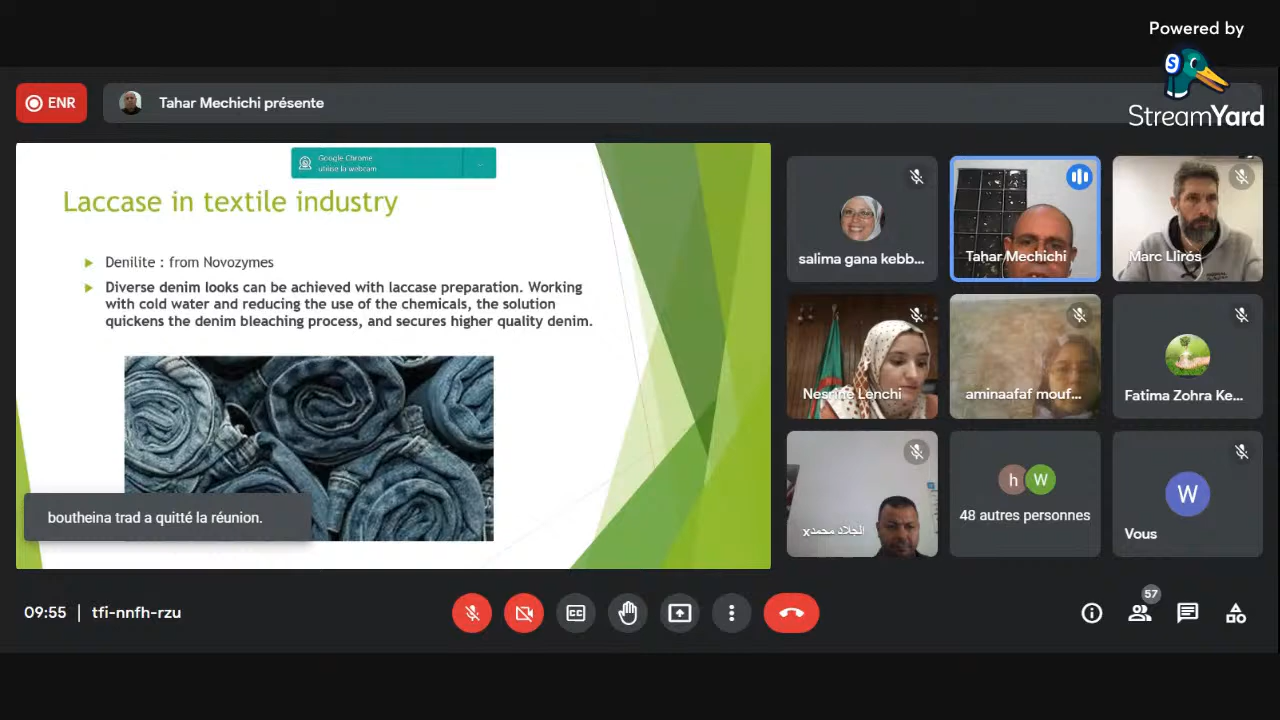 Powered by
StreamYard
ENR
Tahar Mechichi présente
Google Chrome
utilise la webcam
Laccase in textile industry
Denilite : from Novozymes
Diverse denim looks can be achieved with laccase preparation. Working
with cold water and reducing the use of the chemicals, the solution
quickens the denim bleaching process, and secures higher quality denim.
boutheina trad a quitté la réunion.
salima gana kebb...
Tahar Mechichi
Marc Llirós
Nesrine Lenchi
aminaafaf mouf...
Fatima Zohra Ke...
الجلاد محمدx
h
W
48 autres personnes
W
Vous
09:55 | tfi-nnfh-rzu
CC
57